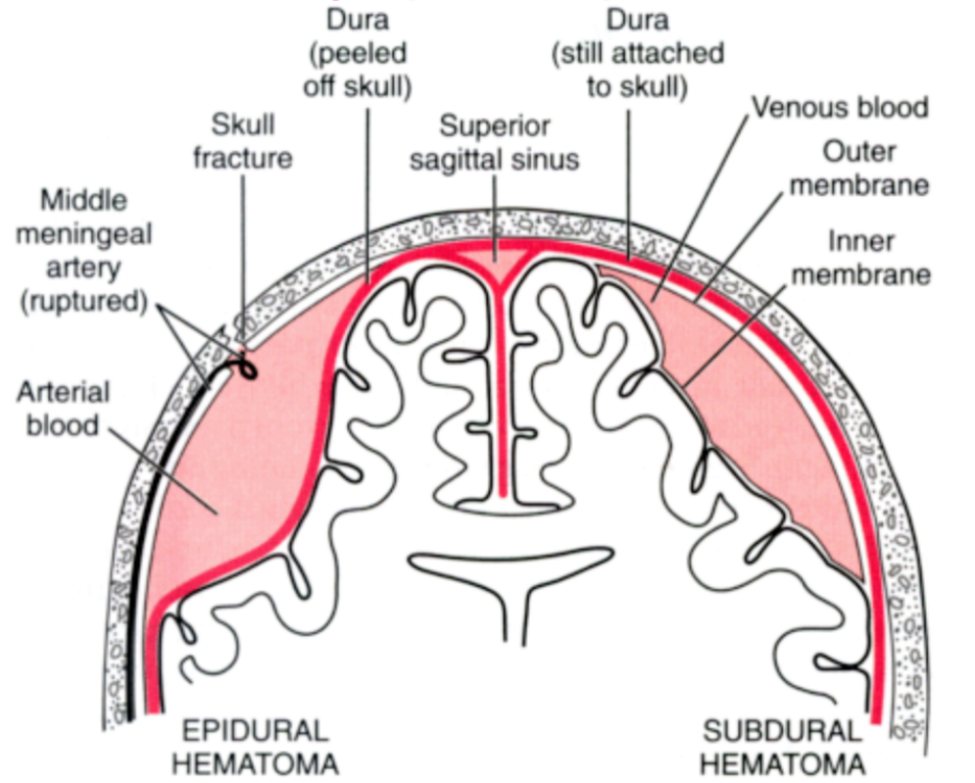 Dura
(peeled
off skull)
Dura
(still attached
to skull)
Skull
fracture
Superior
sagittal sinus
Venous blood
Outer
membrane
Middle
meningeal
artery
(ruptured)
Inner
membrane
Arterial
blood
EPIDURAL
HEMATOMA
SUBDURAL
HEMATOMA